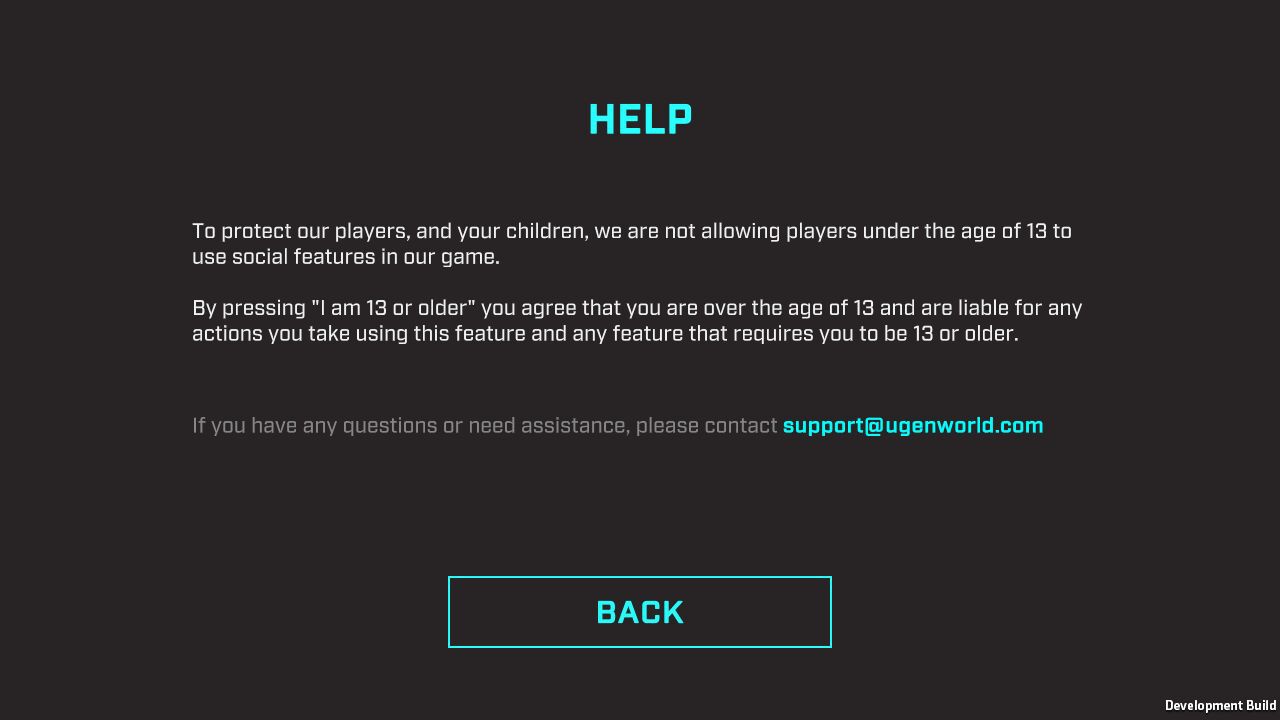 HELP
To protect our players, and your children, we are not allowing players under the age of 13 to
use social features in our game.
By pressing "I am 13 or older" you agree that you are over the age of 13 and are liable for any
actions you take using this feature and any feature that requires you to be 13 or older.
If you have any questions or need assistance, please contact support@ugenworld.com
BACK
Development Build